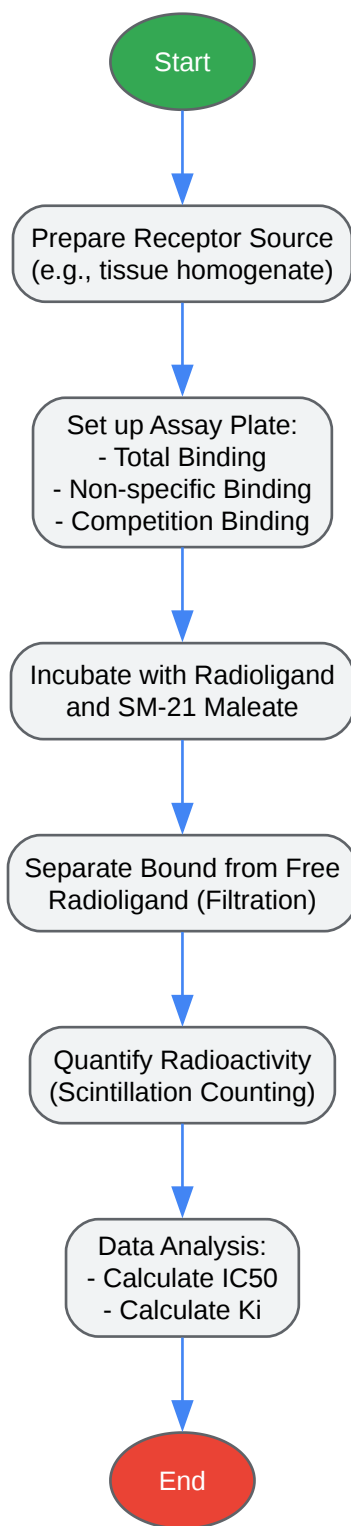 Start
Prepare Receptor Source
(e.g., tissue homogenate)
Set up Assay Plate:
- Total Binding
- Non-specific Binding
- Competition Binding
Incubate with Radioligand
and SM-21 Maleate
Separate Bound from Free
Radioligand (Filtration)
Quantify Radioactivity
(Scintillation Counting)
Data Analysis:
- Calculate IC50
- Calculate Ki
End